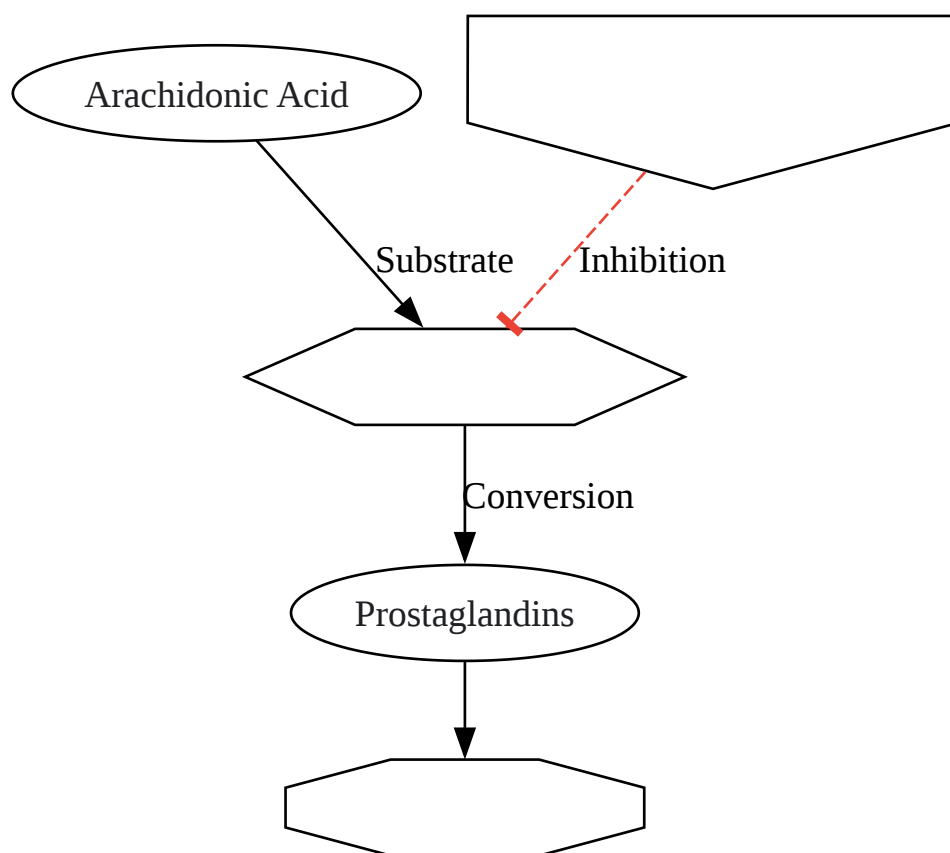 Arachidonic Acid
Substrate
Inhibition
Conversion
Prostaglandins